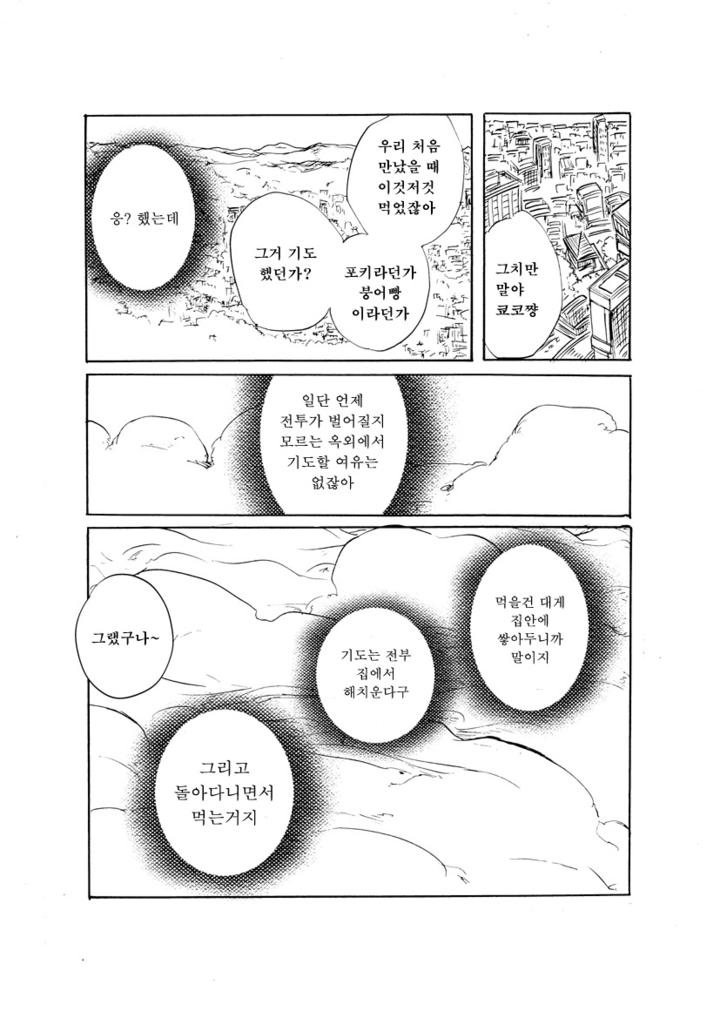 그치만
말야
쿄코쨩
우리 처음
만났을 때
이것저것
먹었잖아
포키라던가
붕어빵
이라던가
그거 기도
했던가?
응? 했는데
일단 언제
전투가 벌어질지
모르는 옥외에서
기도할 여유는
없잖아
먹을건 대게
집안에
쌓아두니까
말이지
기도는 전부
집에서
해치운다구
그리고
돌아다니면서
먹는거지
그랬구나~